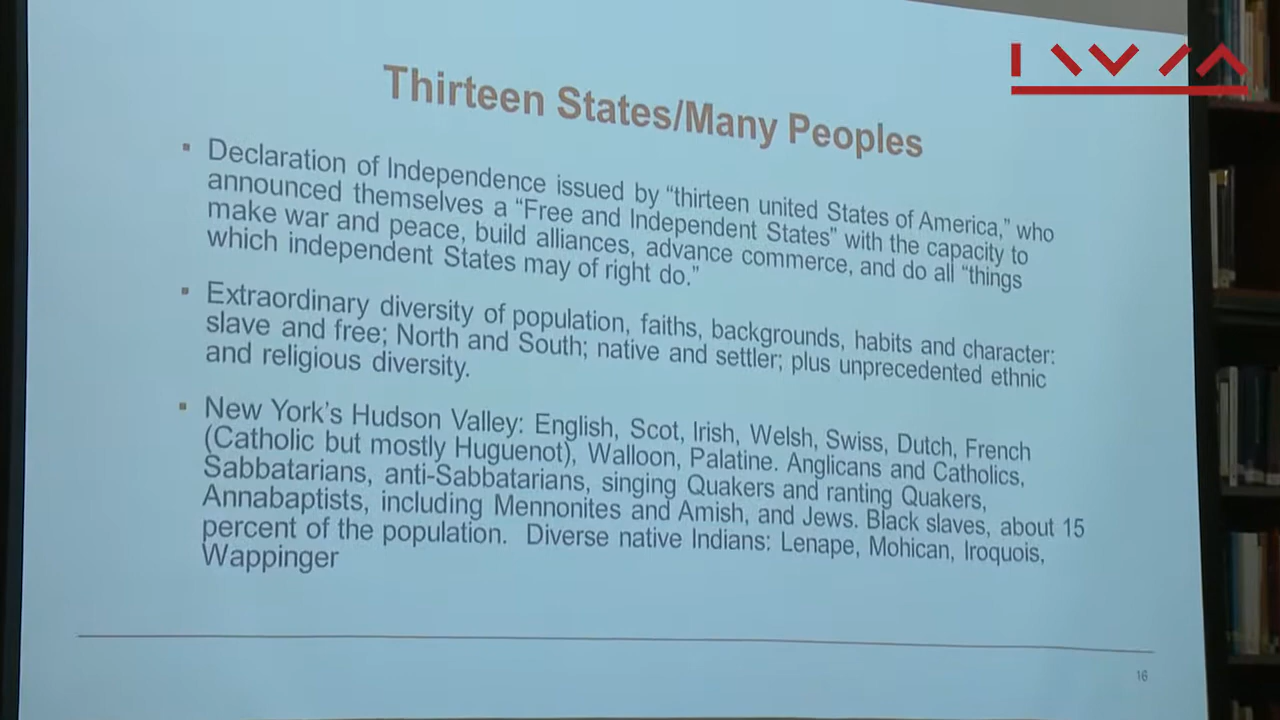 Thirteen States/Many Peoples
▪ Declaration of Independence issued by “thirteen united States of America,” who
announced themselves a “Free and Independent States” with the capacity to
make war and peace, build alliances, advance commerce, and do all “things
which independent States may of right do.”
▪ Extraordinary diversity of population, faiths, backgrounds, habits and character:
slave and free; North and South; native and settler; plus unprecedented ethnic
and religious diversity.
▪ New York’s Hudson Valley: English, Scot, Irish, Welsh, Swiss, Dutch, French
(Catholic but mostly Huguenot), Walloon, Palatine. Anglicans and Catholics,
Sabbatarians, anti-Sabbatarians, singing Quakers and ranting Quakers,
Annabaptists, including Mennonites and Amish, and Jews. Black slaves, about 15
percent of the population. Diverse native Indians: Lenape, Mohican, Iroquois,
Wappinger
16